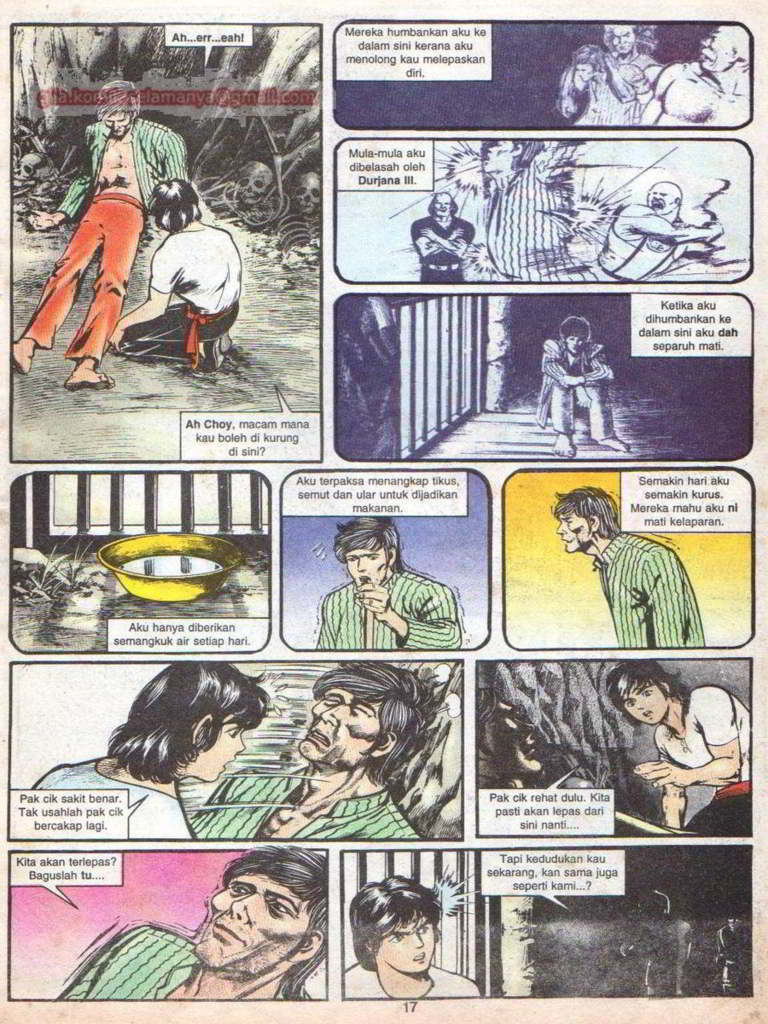 Ah...err...eah!
Ah Choy, macam mana
kau boleh di kurung
di sini?
Mereka humbankan aku ke
dalam sini kerana aku
menolong kau melepaskan
diri.
Mula-mula aku
dibelasah oleh
Durjana III.
Ketika aku
dihumbankan ke
dalam sini aku dah
separuh mati.
Aku hanya diberikan
semangkuk air setiap hari.
Aku terpaksa menangkap tikus,
semut dan ular untuk dijadikan
makanan.
Semakin hari aku
semakin kurus.
Mereka mahu aku ni
mati kelaparan.
Pak cik sakit benar.
Tak usahlah pak cik
bercakap lagi.
Pak cik rehat dulu. Kita
pasti akan lepas dari
sini nanti....
Kita akan terlepas?
Baguslah tu....
Tapi kedudukan kau
sekarang, kan sama juga
seperti kami...?
17